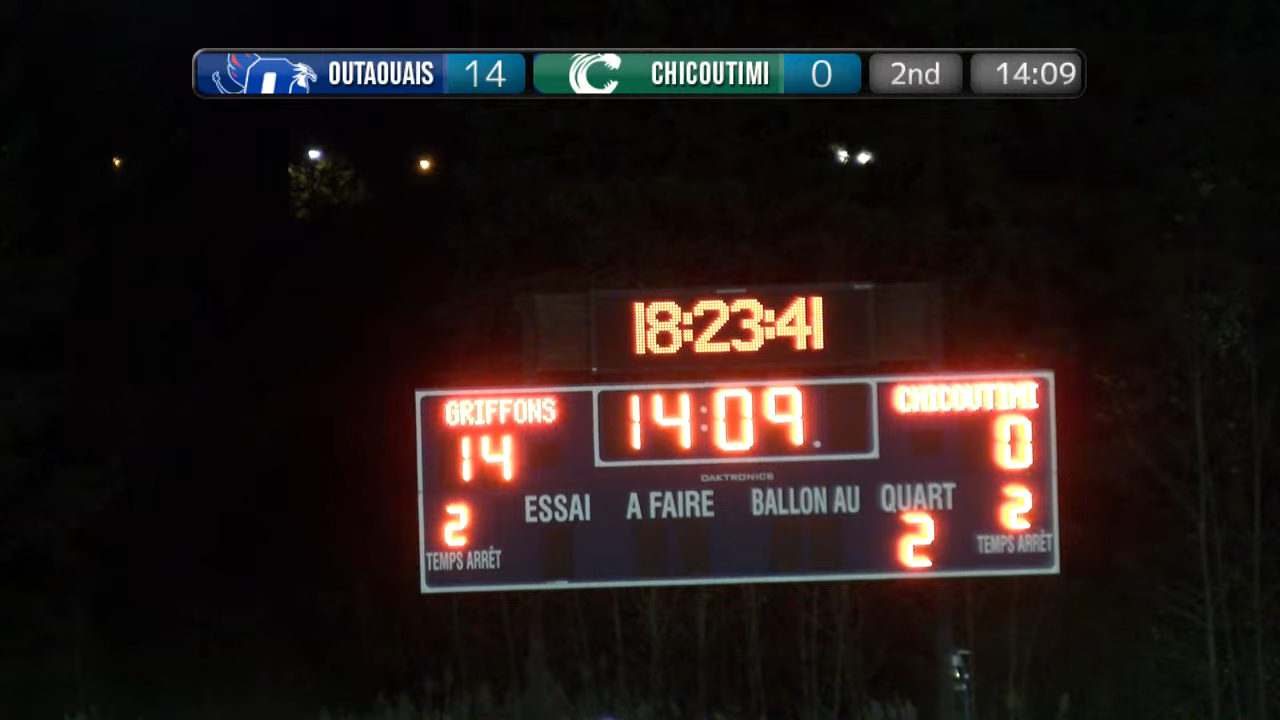 OUTAOUAIS 14 CHICOUTIMI 0 2nd 14:09
18:23:41
GRIFFONS 14:09 CHICOUTIMI
14 0
DAKTRONICS
ESSAI A FAIRE BALLON AU QUART
2 2 2
TEMPS ARRÊT TEMPS ARRÊT